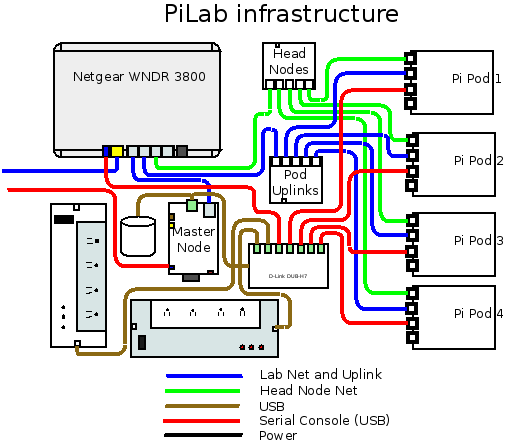 PiLab infrastructure
Netgear WNDR 3800
Head
Nodes
Pi Pod 1
Pi Pod 2
Pod
Uplinks
Master
Node
Pi Pod 3
D-Link DUB-H7
Pi Pod 4
Lab Net and Uplink
Head Node Net
USB
Serial Console (USB)
Power